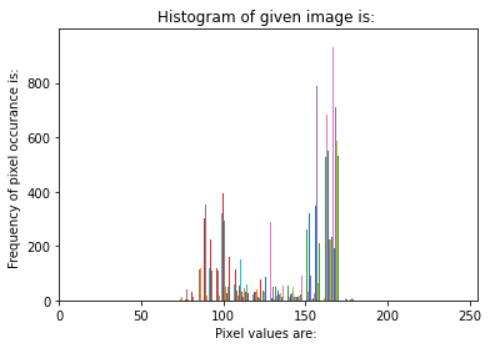 Histogram of given image is:
Frequency of pixel occurance is:
800
600
400
200
0
0 50 100 150 200 250
Pixel values are: